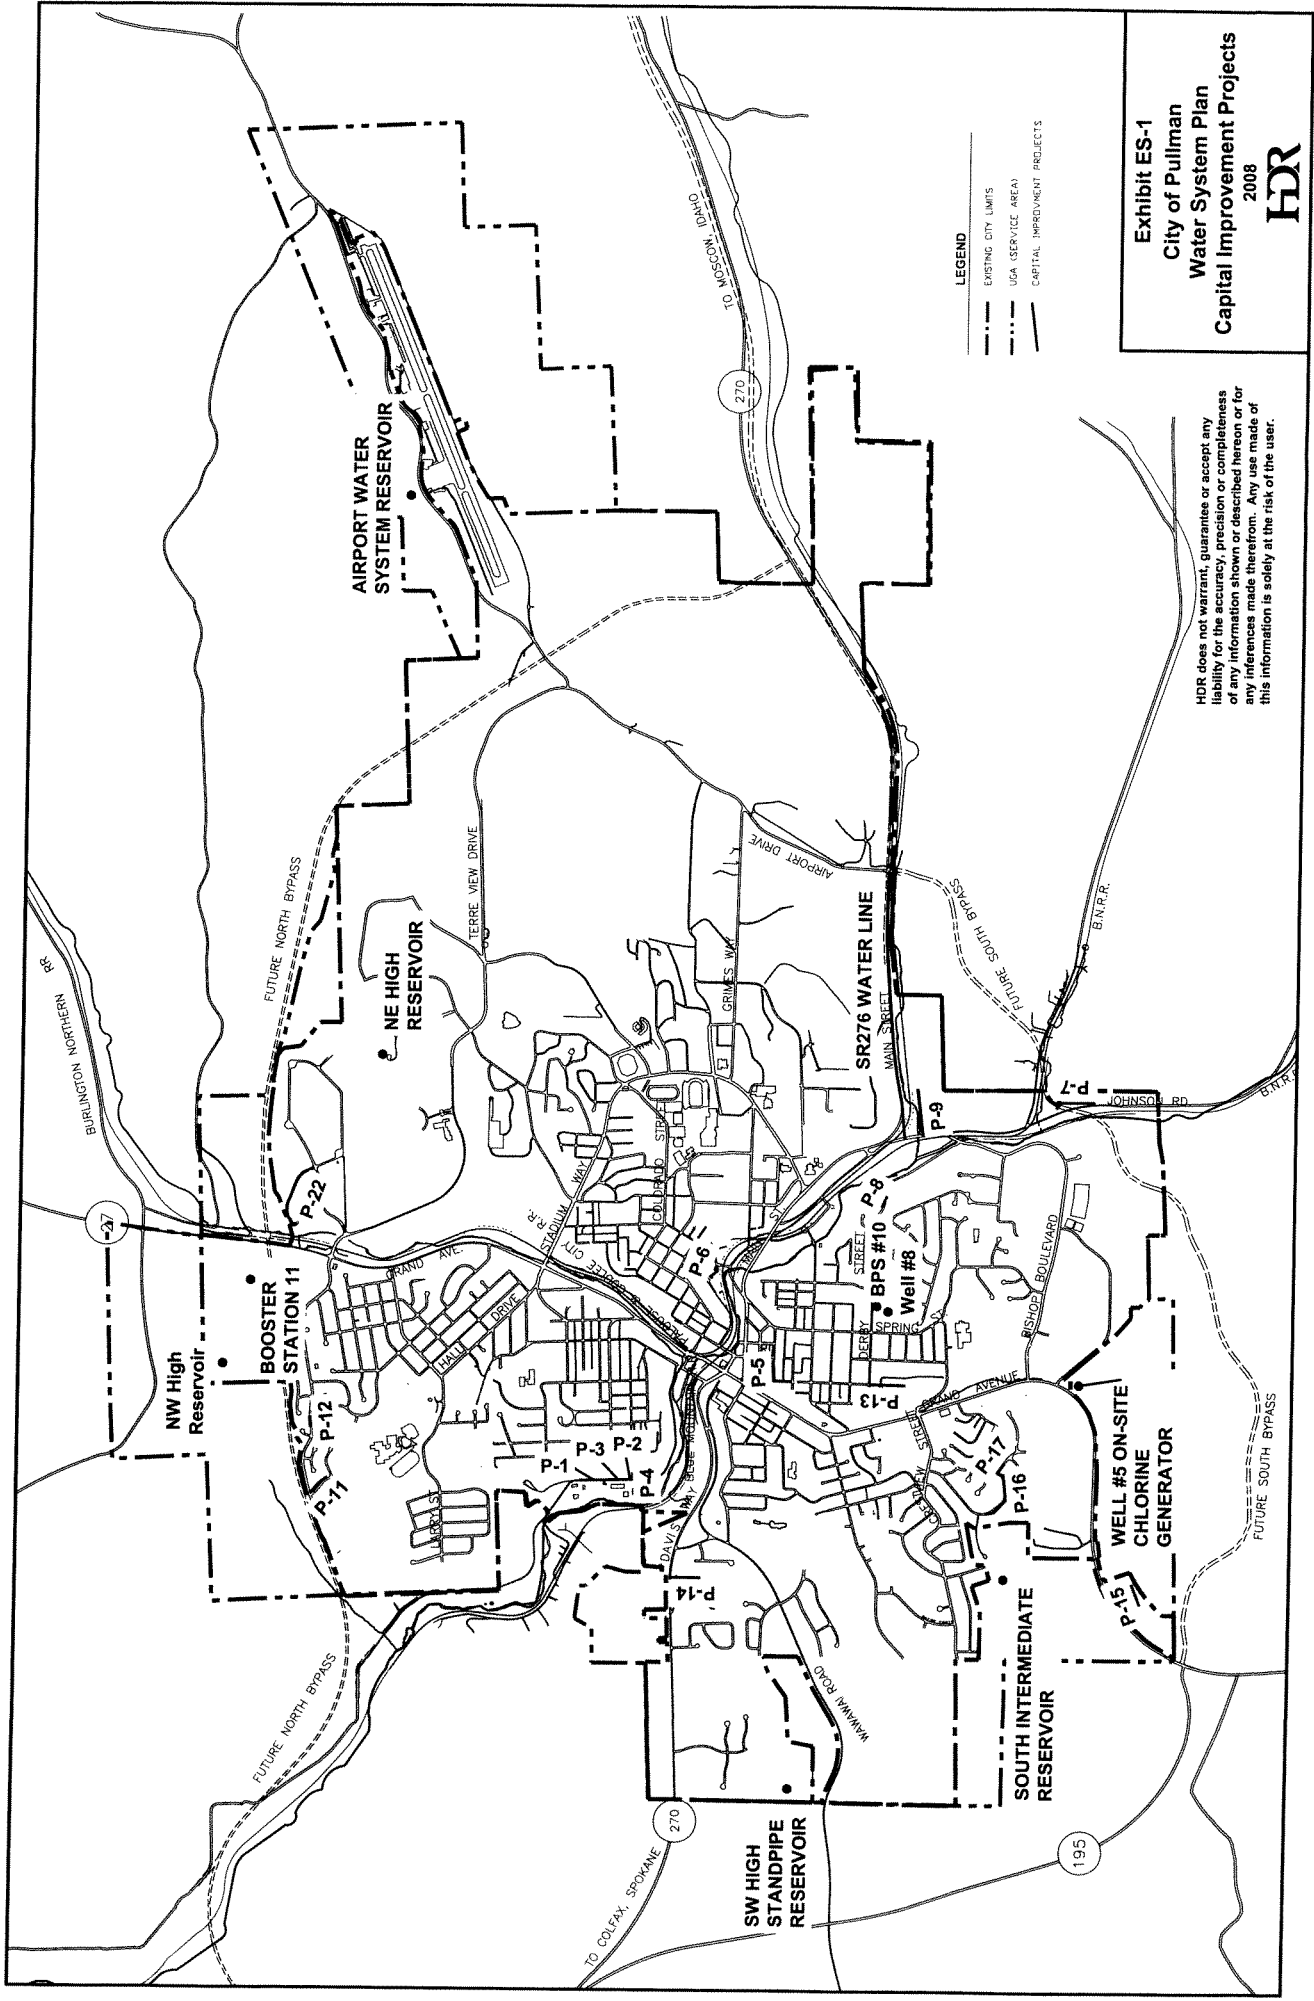 Exhibit ES-1
City of Pullman
Water System Plan
Capital Improvement Projects
2008
HDR
LEGEND
EXISTING CITY LIMITS
UGA (SERVICE AREA)
CAPITAL IMPROVMENT PROJECTS
HDR does not warrant, guarantee or accept any
liability for the accuracy, precision or completeness
of any information shown or described hereon or for
any inferences made therefrom. Any use made of
this information is solely at the risk of the user.
BURLINGTON NORTHERN RR
27
NW High
Reservoir
BOOSTER
STATION 11
P-22
P-12
P-11
FUTURE NORTH BYPASS
FUTURE NORTH BYPASS
NE HIGH
RESERVOIR
AIRPORT WATER
SYSTEM RESERVOIR
TERRE VIEW DRIVE
GRAND AVE.
HALL DRIVE
LARRY ST
STADIUM WAY
CITY R.R.
COLORADO STR
GRIMES WAY
AIRPORT DRIVE
TO MOSCOW, IDAHO
270
P-1
P-3
P-2
P-4
P-6
P-5
P-8
P-9
P-7
SR276 WATER LINE
MAIN STREET
FUTURE SOUTH BYPASS
B.N.R.R.
JOHNSON RD
B.N.R.
DAVIS WAY
P-14
P-13
DERBY STREET
BPS #10
Well #8
SPRING ST.
BISHOP BOULEVARD
GRAND AVENUE
CRESTVIEW STREET
P-17
P-16
P-15
WELL #5 ON-SITE
CHLORINE
GENERATOR
FUTURE SOUTH BYPASS
SOUTH INTERMEDIATE
RESERVOIR
WAWAWAI ROAD
SW HIGH
STANDPIPE
RESERVOIR
270
TO COLFAX, SPOKANE
195